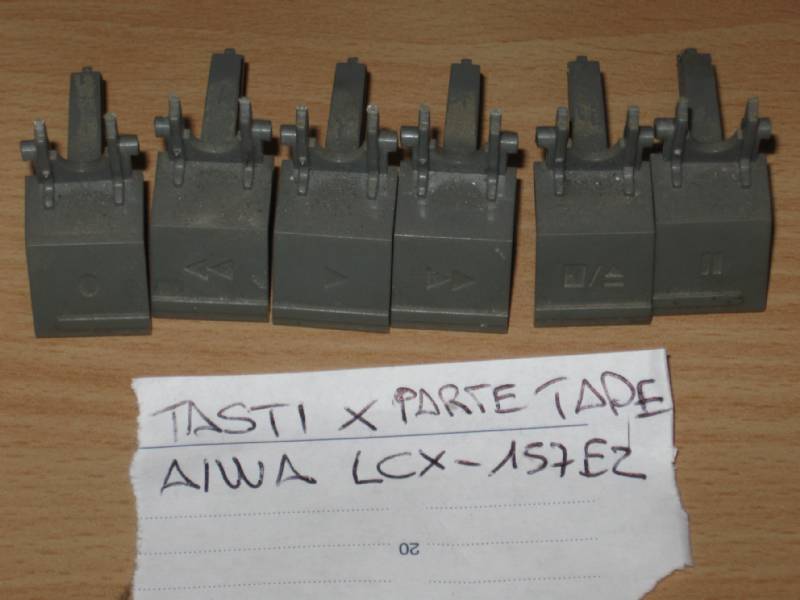 TASTI X PARTE TAPE
AIWA LCX-157EZ
20